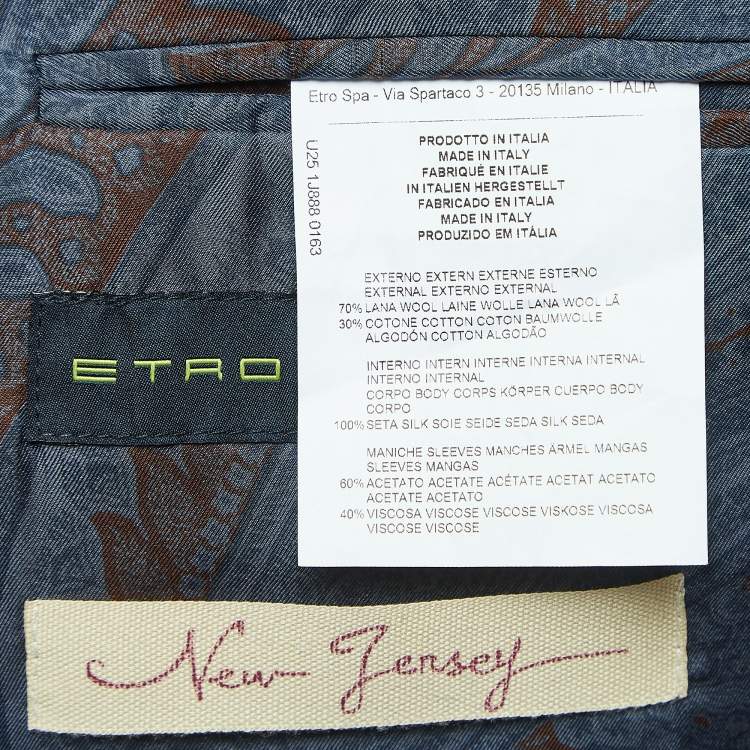 Etro Spa - Via Spartaco 3 - 20135 Milano - ITALIA
U25 1J888 0163
PRODOTTO IN ITALIA
MADE IN ITALY
FABRIQUÉ EN ITALIE
IN ITALIEN HERGESTELLT
FABRICADO EN ITALIA
MADE IN ITALY
PRODUZIDO EM ITÁLIA
EXTERNO EXTERN EXTERNE ESTERNO
EXTERNAL EXTERNO EXTERNAL
70% LANA WOOL LAINE WOLLE LANA WOOL LÃ
30% COTONE COTTON COTON BAUMWOLLE
ALGODÓN COTTON ALGODÃO
INTERNO INTERN INTERNE INTERNA INTERNAL
INTERNO INTERNAL
CORPO BODY CORPS KÖRPER CUERPO BODY
CORPO
100% SETA SILK SOIE SEIDE SEDA SILK SEDA
MANICHE SLEEVES MANCHES ÄRMEL MANGAS
SLEEVES MANGAS
60% ACETATO ACETATE ACÉTATE ACETAT ACETATO
ACETATE ACETATO
40% VISCOSA VISCOSE VISCOSE VISKOSE VISCOSA
VISCOSE VISCOSE
ETRO
New Jersey